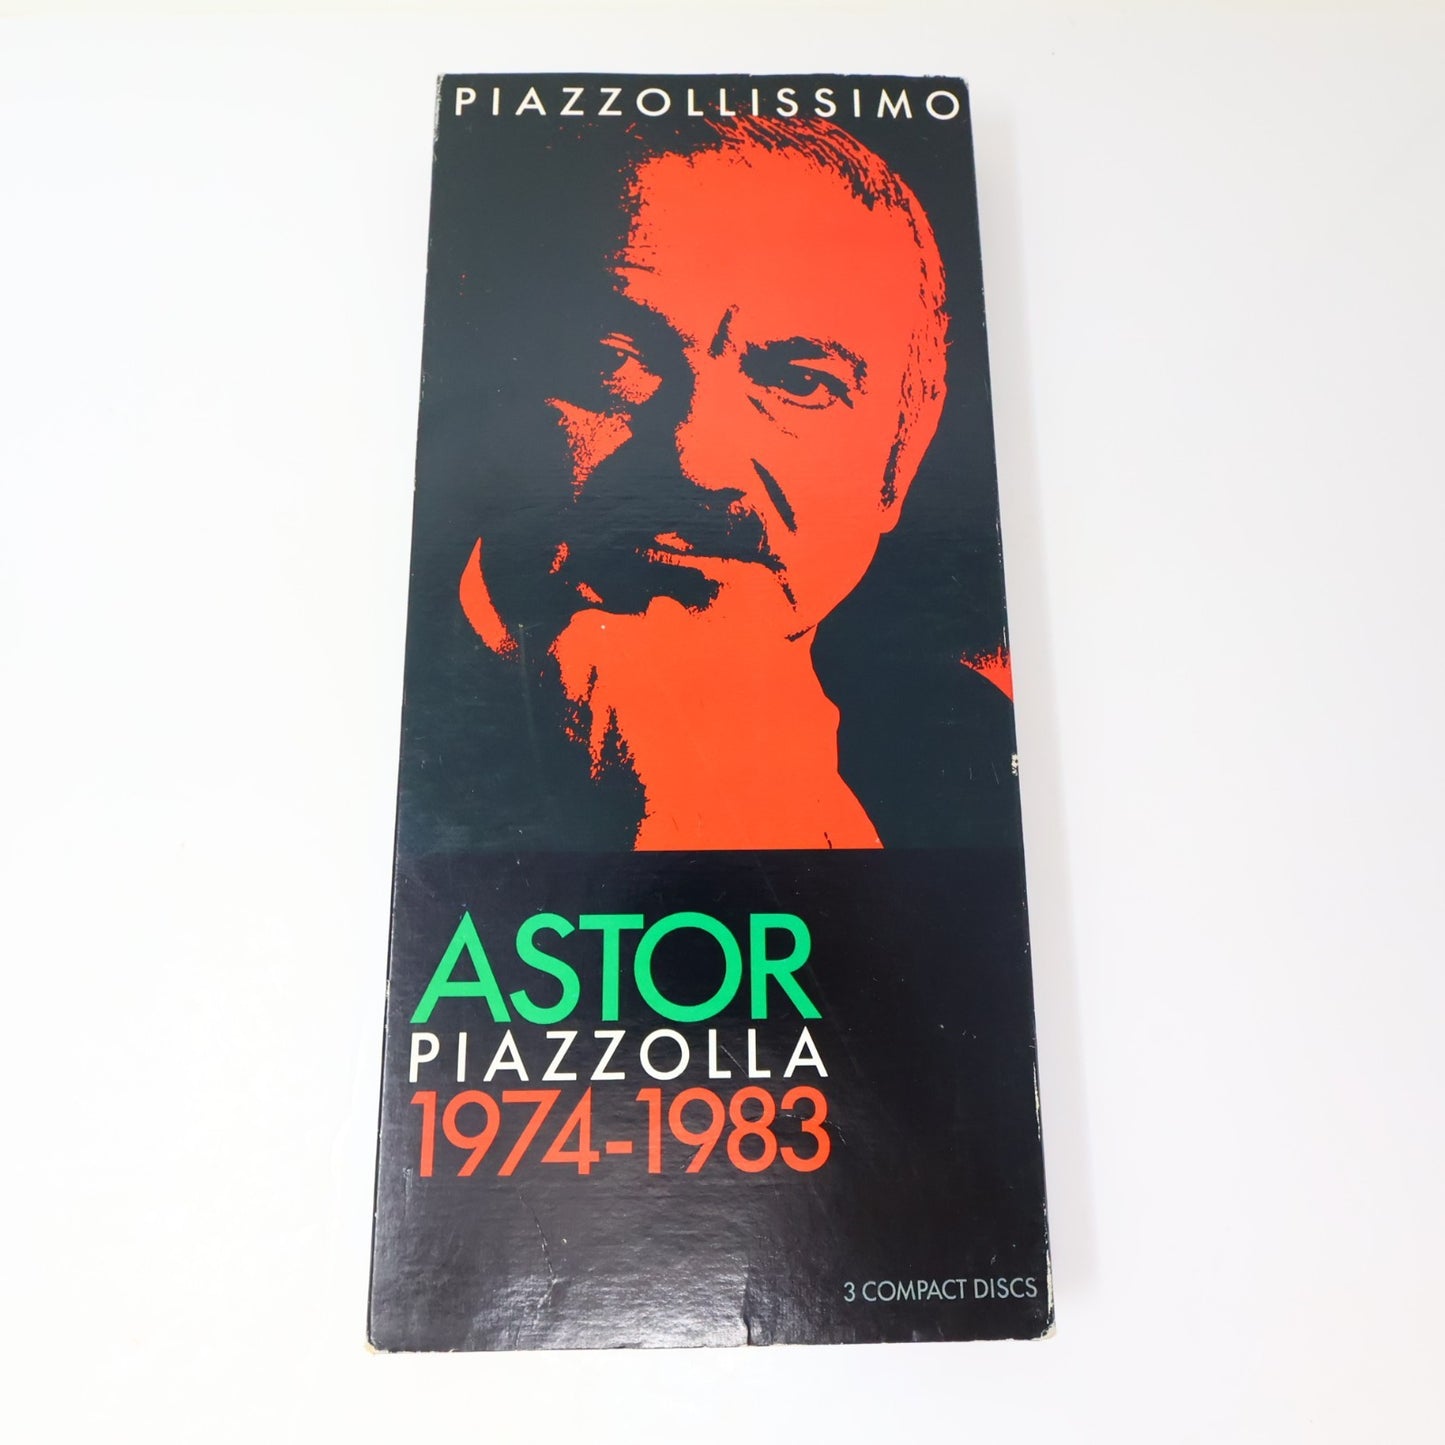 PIAZZOLLISSIMO
ASTOR
PIAZZOLLA
1974-1983
3 COMPACT DISCS